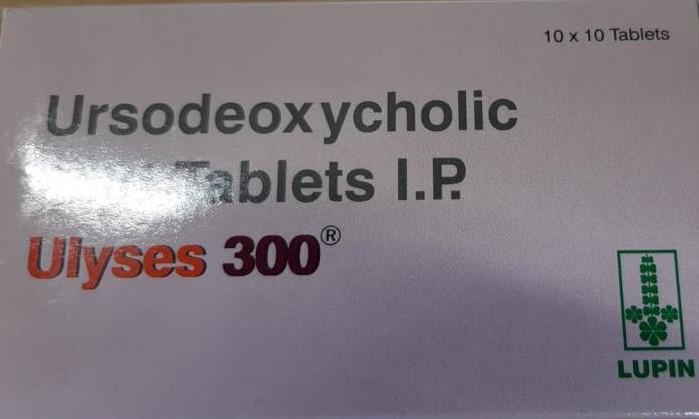 10 x 10 Tablets
Ursodeoxycholic
Tablets I.P.
Ulyses 300®
LUPIN